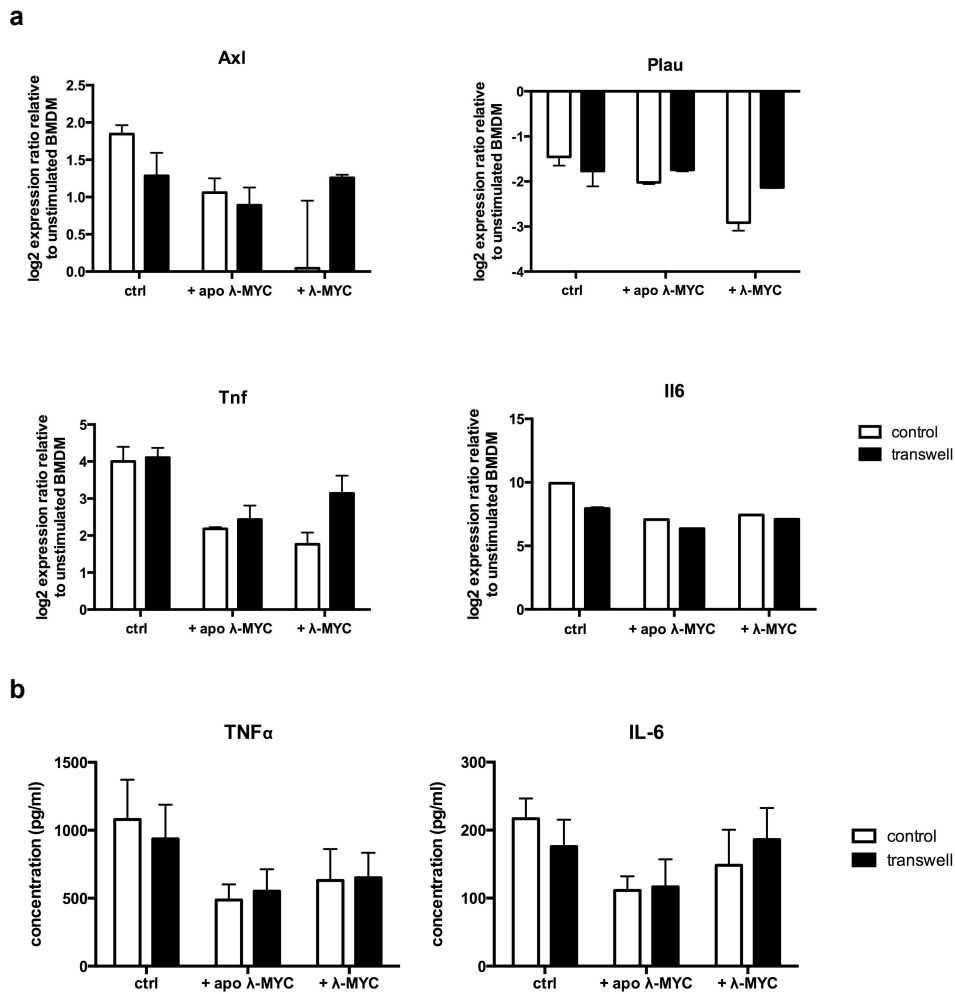 a
Axl
log2 expression ratio relative
to unstimulated BMDM
2.5
2.0
1.5
1.0
0.5
0.0
ctrl
+ apo λ-MYC
+ λ-MYC
Plau
log2 expression ratio relative
to unstimulated BMDM
0
-1
-2
-3
-4
ctrl
+ apo λ-MYC
+ λ-MYC
Tnf
log2 expression ratio relative
to unstimulated BMDM
5
4
3
2
1
0
ctrl
+ apo λ-MYC
+ λ-MYC
Il6
log2 expression ratio relative
to unstimulated BMDM
15
10
5
0
ctrl
+ apo λ-MYC
+ λ-MYC
control
transwell
b
TNFα
concentration (pg/ml)
1500
1000
500
0
ctrl
+ apo λ-MYC
+ λ-MYC
IL-6
concentration (pg/ml)
300
200
100
0
ctrl
+ apo λ-MYC
+ λ-MYC
control
transwell